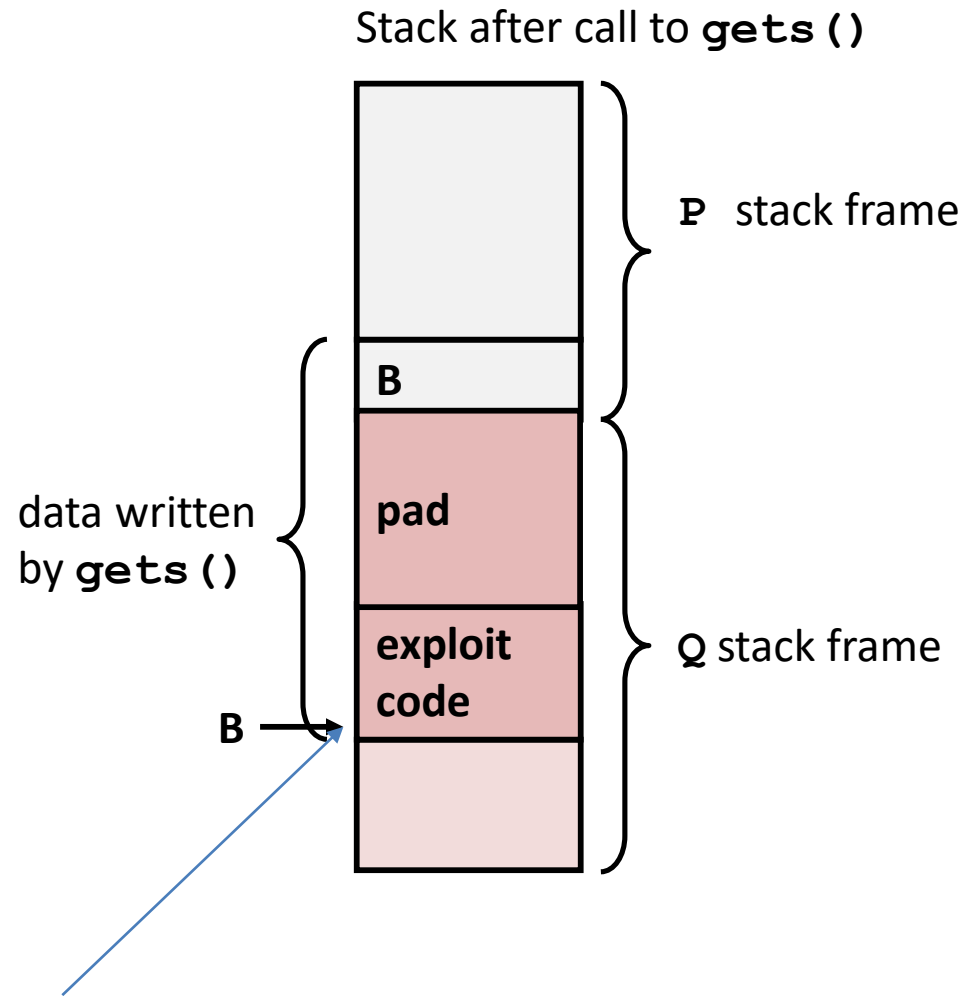 Stack after call to gets()
P stack frame
B
pad
data written
by gets()
exploit
code
Q stack frame
B